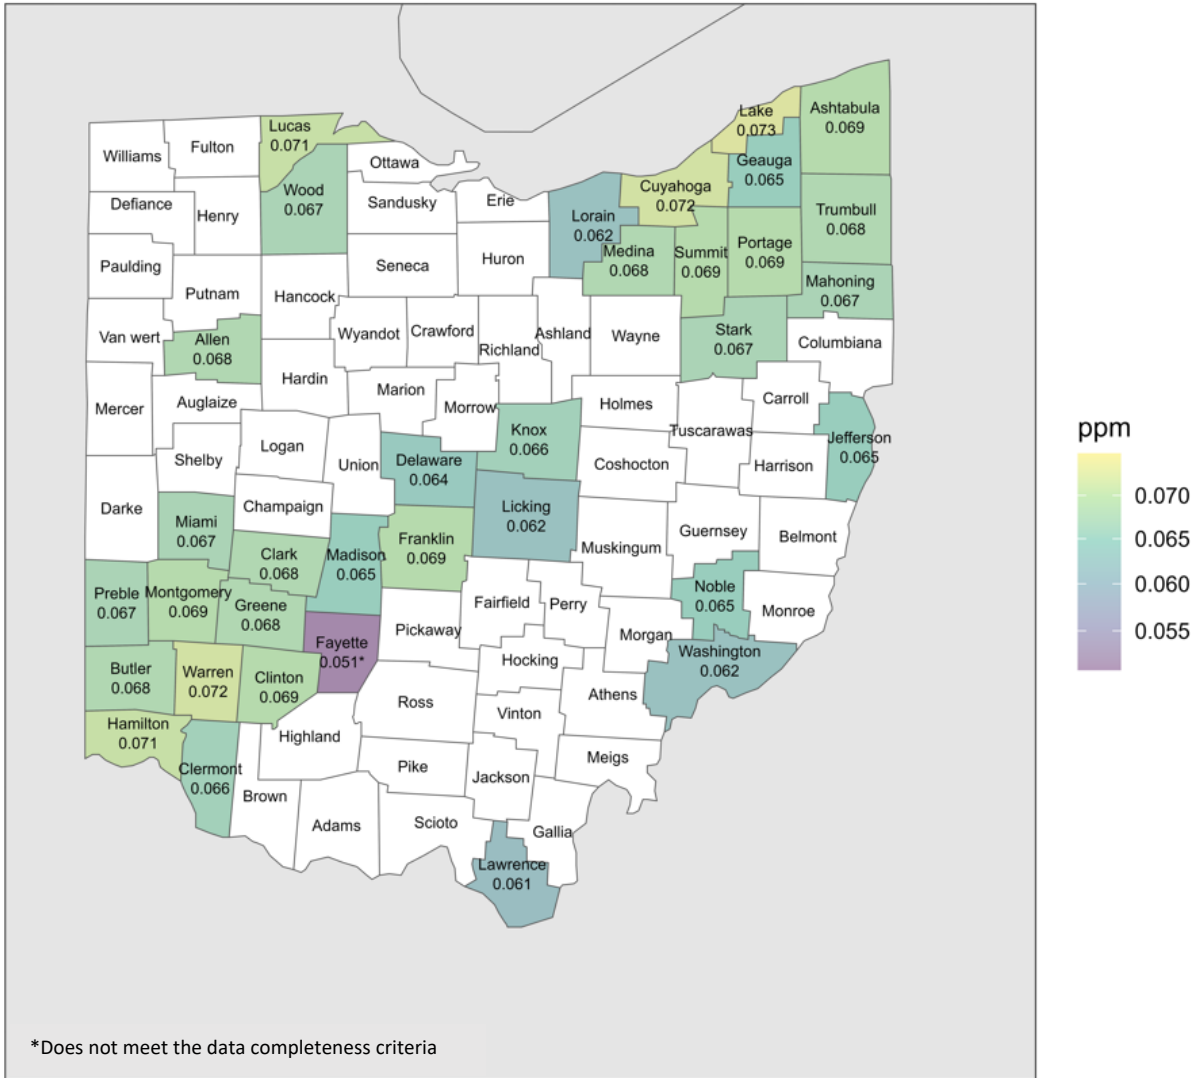 Lake
0.073
Ashtabula
0.069
Lucas
0.071
Williams
Fulton
Ottawa
Geauga
0.065
Wood
0.067
Cuyahoga
0.072
Defiance
Henry
Sandusky
Erie
Lorain
0.062
Trumbull
0.068
Paulding
Seneca
Huron
Medina
0.068
Summit
0.069
Portage
0.069
Putnam
Hancock
Mahoning
0.067
Van wert
Allen
0.068
Wyandot
Crawford
Richland
Ashland
Wayne
Stark
0.067
Columbiana
Mercer
Auglaize
Hardin
Marion
Morrow
Holmes
Carroll
Tuscarawas
Jefferson
0.065
Shelby
Logan
Union
Delaware
0.064
Knox
0.066
Coshocton
Harrison
Darke
Champaign
Licking
0.062
Miami
0.067
Clark
0.068
Madison
0.065
Franklin
0.069
Muskingum
Guernsey
Belmont
Preble
0.067
Montgomery
0.069
Greene
0.068
Fairfield
Perry
Noble
0.065
Monroe
Fayette
0.051*
Pickaway
Morgan
Butler
0.068
Warren
0.072
Clinton
0.069
Hocking
Washington
0.062
Ross
Vinton
Athens
Hamilton
0.071
Highland
Clermont
0.066
Pike
Jackson
Meigs
Brown
Adams
Scioto
Gallia
Lawrence
0.061
ppm
0.070
0.065
0.060
0.055
*Does not meet the data completeness criteria